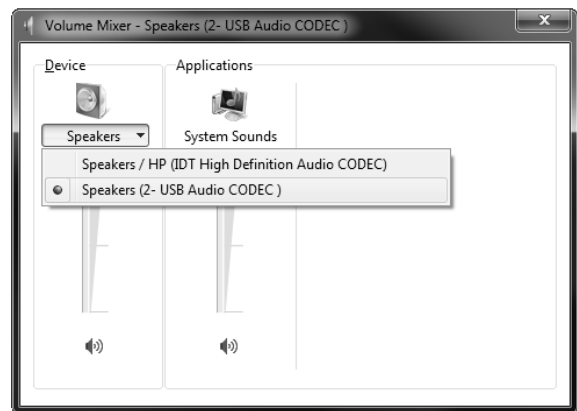 Volume Mixer - Speakers (2- USB Audio CODEC )
x
Device
Applications
Speakers
System Sounds
Speakers / HP (IDT High Definition Audio CODEC)
Speakers (2- USB Audio CODEC )